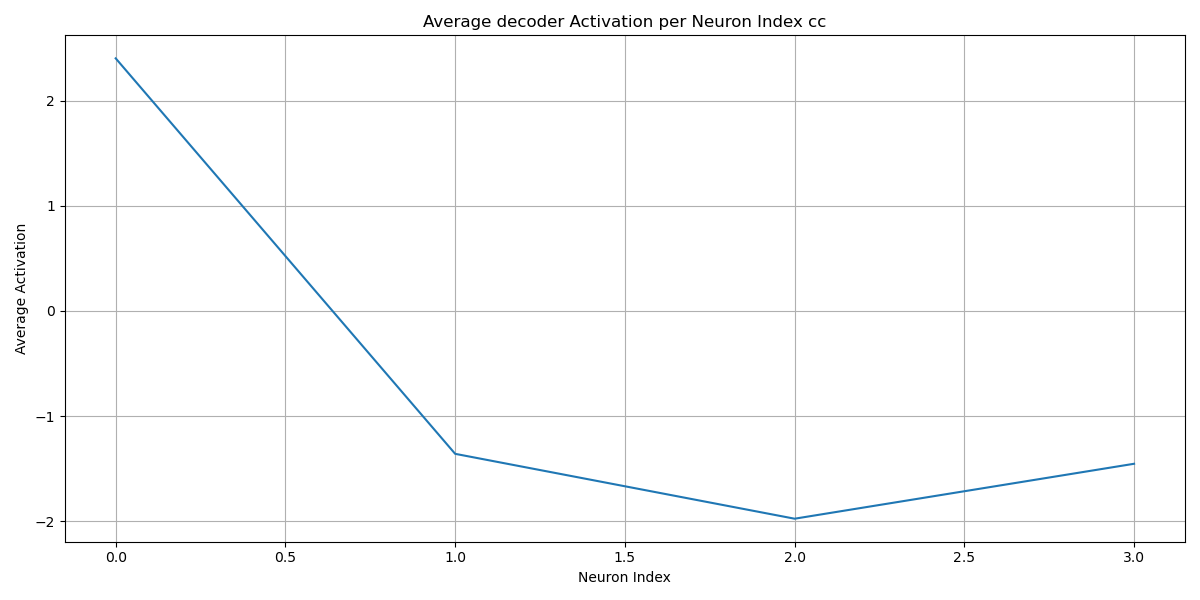 Average decoder Activation per Neuron Index cc
Average Activation
2
1
0
−1
−2
0.0 0.5 1.0 1.5 2.0 2.5 3.0
Neuron Index